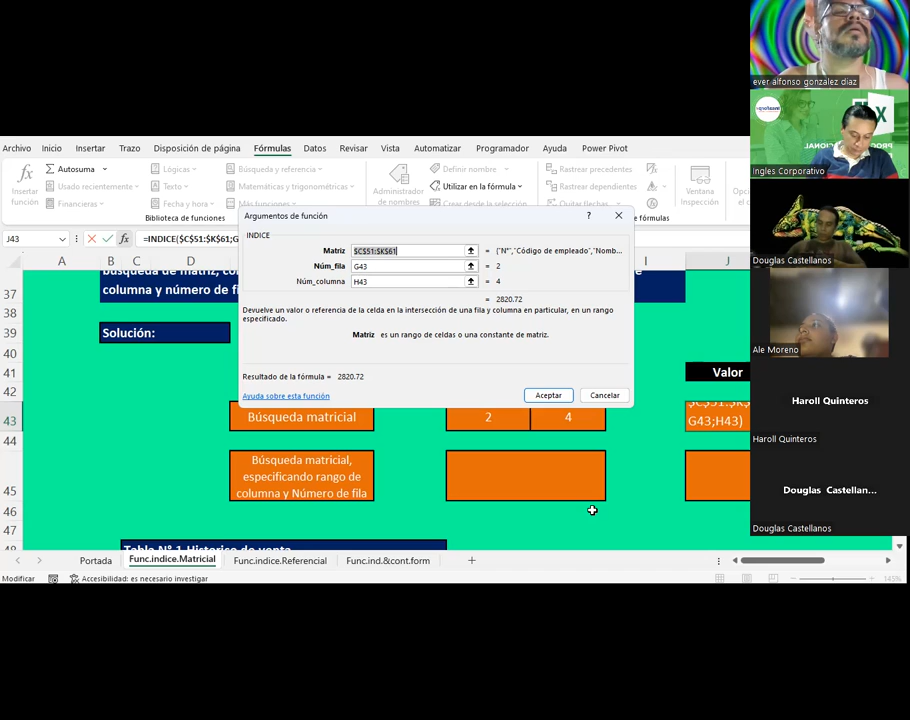 Archivo Inicio Insertar Trazo Disposición de página Fórmulas Datos Revisar Vista Automatizar Programador Ayuda Power Pivot
Insertar función
Autosuma
Usado recientemente
Financieras
Lógicas
Texto
Fecha y hora
Búsqueda y referencia
Matemáticas y trigonométricas
Más funciones
Biblioteca de funciones
Administrador de nombres
Definir nombre
Utilizar en la fórmula
Rastrear precedentes
Rastrear dependientes
Quitar flechas
Ventana Inspección
J43 fx =INDICE($C$51:$K$61;G
Argumentos de función ? ×
INDICE
Matriz $C$51:$K$61 = {"N°","Código de empleado","Nomb...
Núm_fila G43 = 2
Núm_columna H43 = 4
= 2820.72
Devuelve un valor o referencia de la celda en la intersección de una fila y columna en particular, en un rango
especificado.
Matriz es un rango de celdas o una constante de matriz.
Resultado de la fórmula = 2820.72
Ayuda sobre esta función
Aceptar Cancelar
A B C D I J
37
38
39
40
41
42
43
44
45
46
47
48
búsqueda de matriz, co
columna y número de fi
Solución:
Valor
Búsqueda matricial 2 4
$C$51:$K$
G43;H43)
Búsqueda matricial,
especificando rango de
columna y Número de fila
Tabla N° 1-Historico de venta
Portada Func.indice.Matricial Func.indice.Referencial Func.ind.&cont.form +
Modificar Accesibilidad: es necesario investigar 145%
ever alfonso gonzalez diaz
Ingles Corporativo
Douglas Castellanos
Ale Moreno
Haroll Quinteros
Haroll Quinteros
Douglas Castellan...
Douglas Castellanos